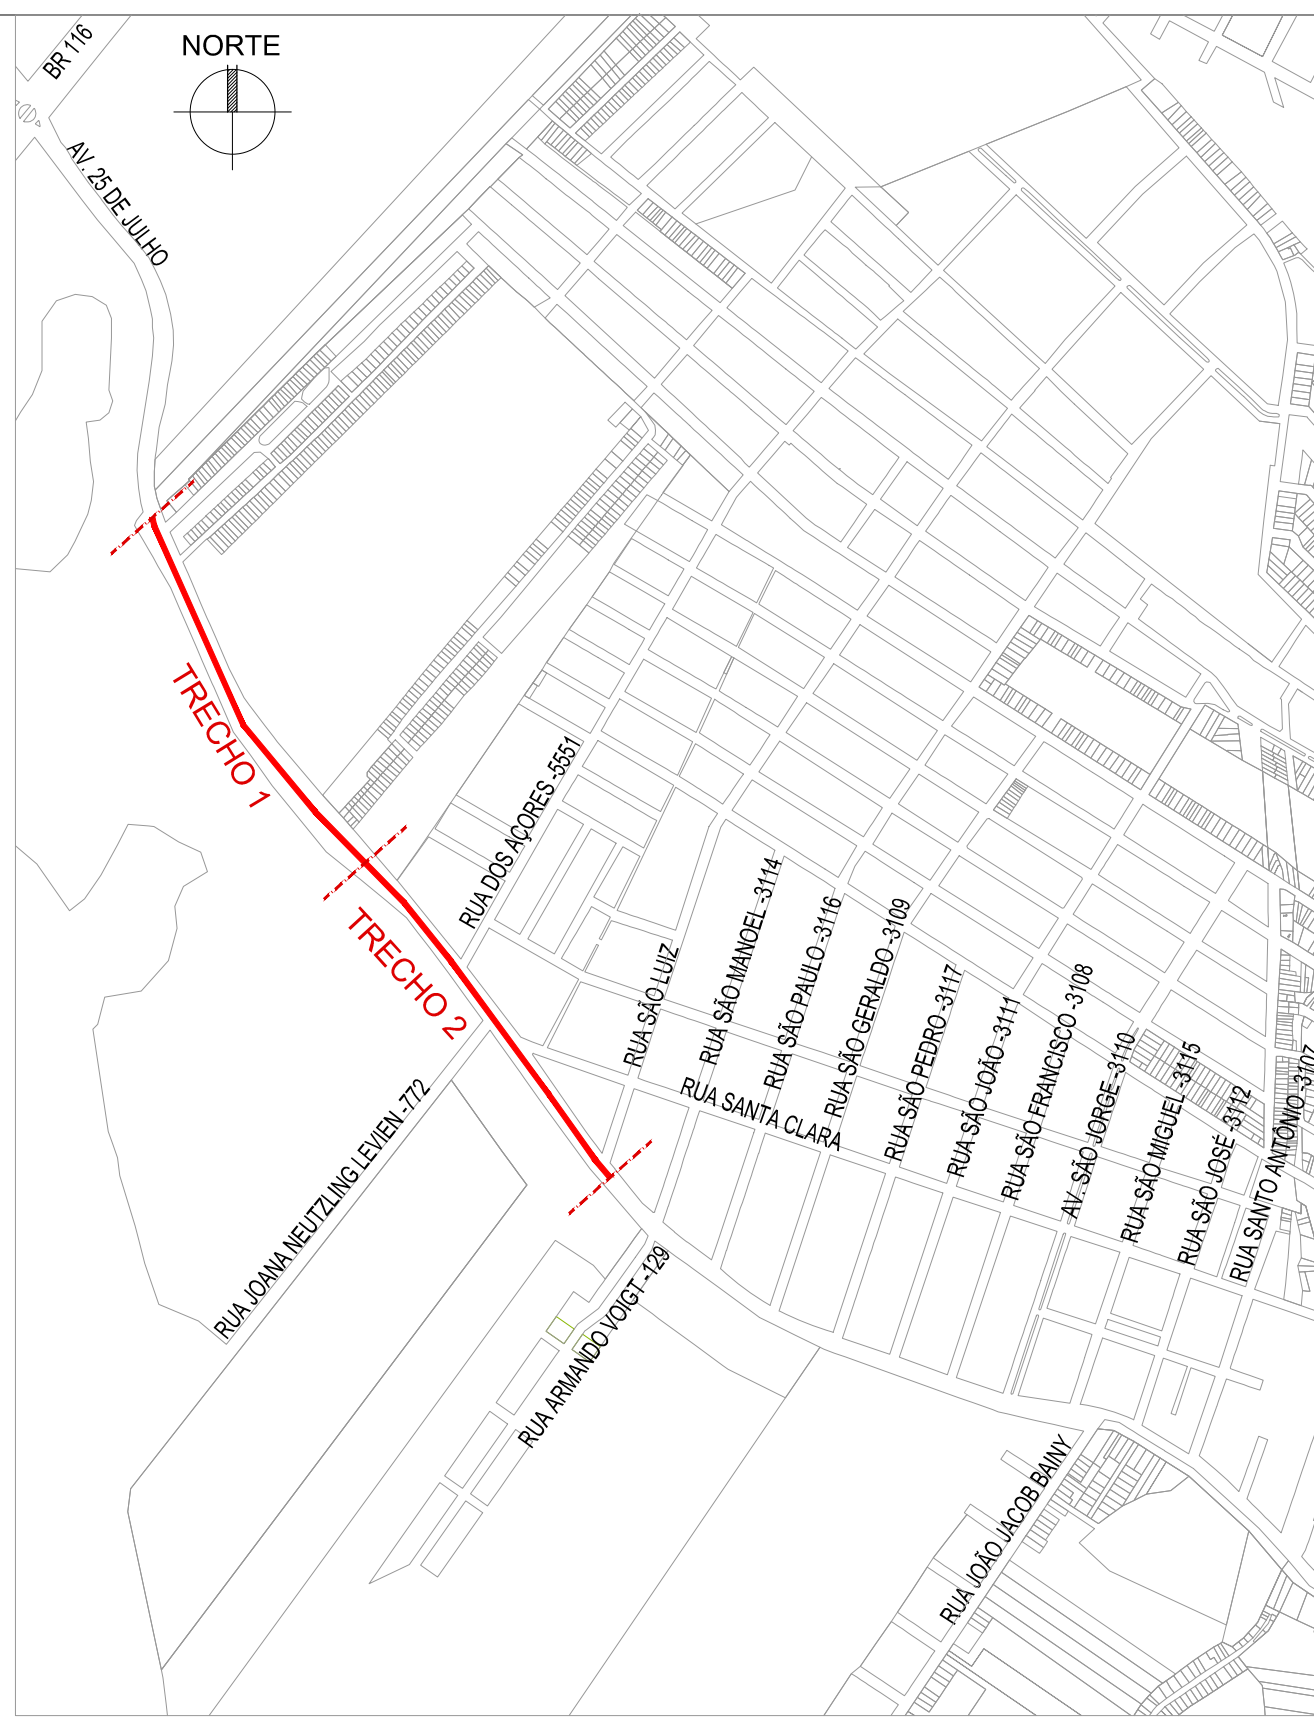 BR 116
NORTE
AV. 25 DE JULHO
TRECHO 1
TRECHO 2
RUA DOS AÇORES -5551
RUA SÃO LUIZ
RUA SÃO MANOEL -3114
RUA SÃO PAULO -3116
RUA SÃO GERALDO -3109
RUA SÃO PEDRO -3117
RUA SÃO JOÃO -3111
RUA SÃO FRANCISCO -3108
AV. SÃO JORGE -3110
RUA SÃO MIGUEL -3115
RUA SÃO JOSÉ -3112
RUA SANTO ANTÔNIO -3107
RUA SANTA CLARA
RUA JOANA NEUTZLING LEVIEN -772
RUA ARMANDO VOIGT -129
RUA JOÃO JACOB BAINY